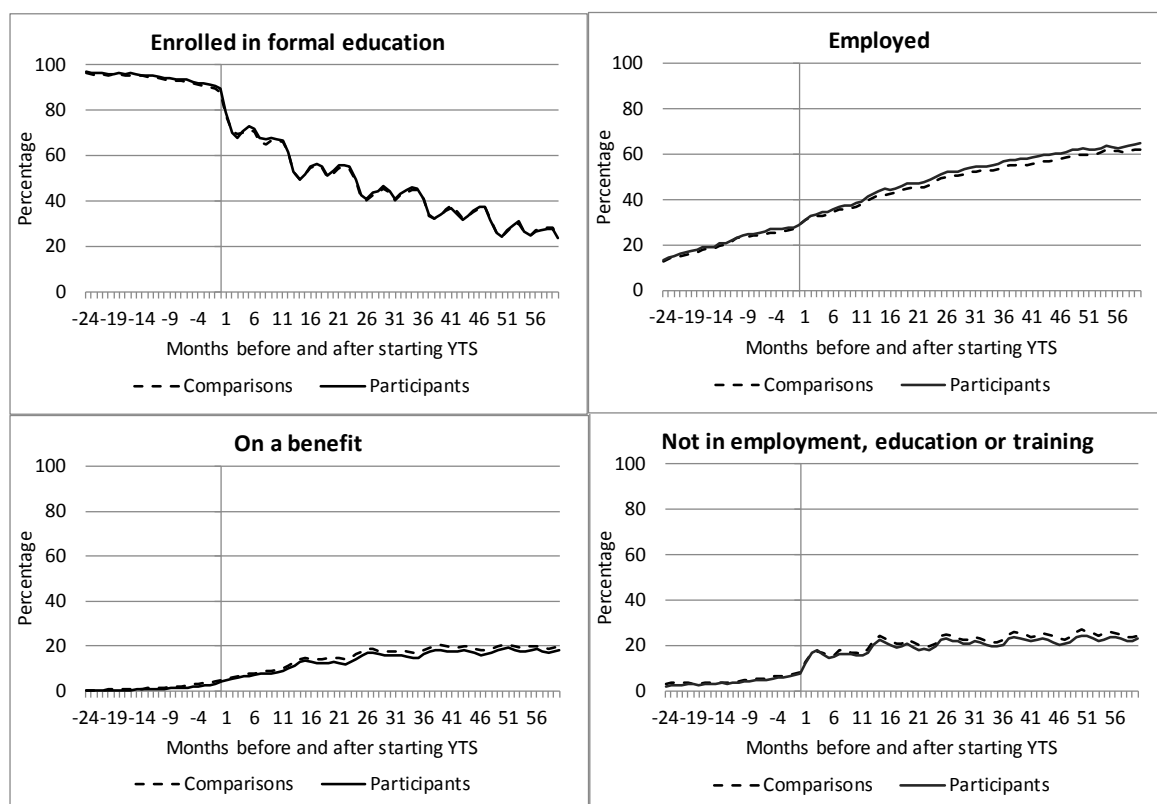 Enrolled in formal education
100
80
60
40
20
0
Percentage
-24 -19 -14 -9 -4 1 6 11 16 21 26 31 36 41 46 51 56
Months before and after starting YTS
Comparisons Participants
Employed
100
80
60
40
20
0
Percentage
-24 -19 -14 -9 -4 1 6 11 16 21 26 31 36 41 46 51 56
Months before and after starting YTS
Comparisons Participants
On a benefit
100
80
60
40
20
0
Percentage
-24 -19 -14 -9 -4 1 6 11 16 21 26 31 36 41 46 51 56
Months before and after starting YTS
Comparisons Participants
Not in employment, education or training
100
80
60
40
20
0
Percentage
-24 -19 -14 -9 -4 1 6 11 16 21 26 31 36 41 46 51 56
Months before and after starting YTS
Comparisons Participants